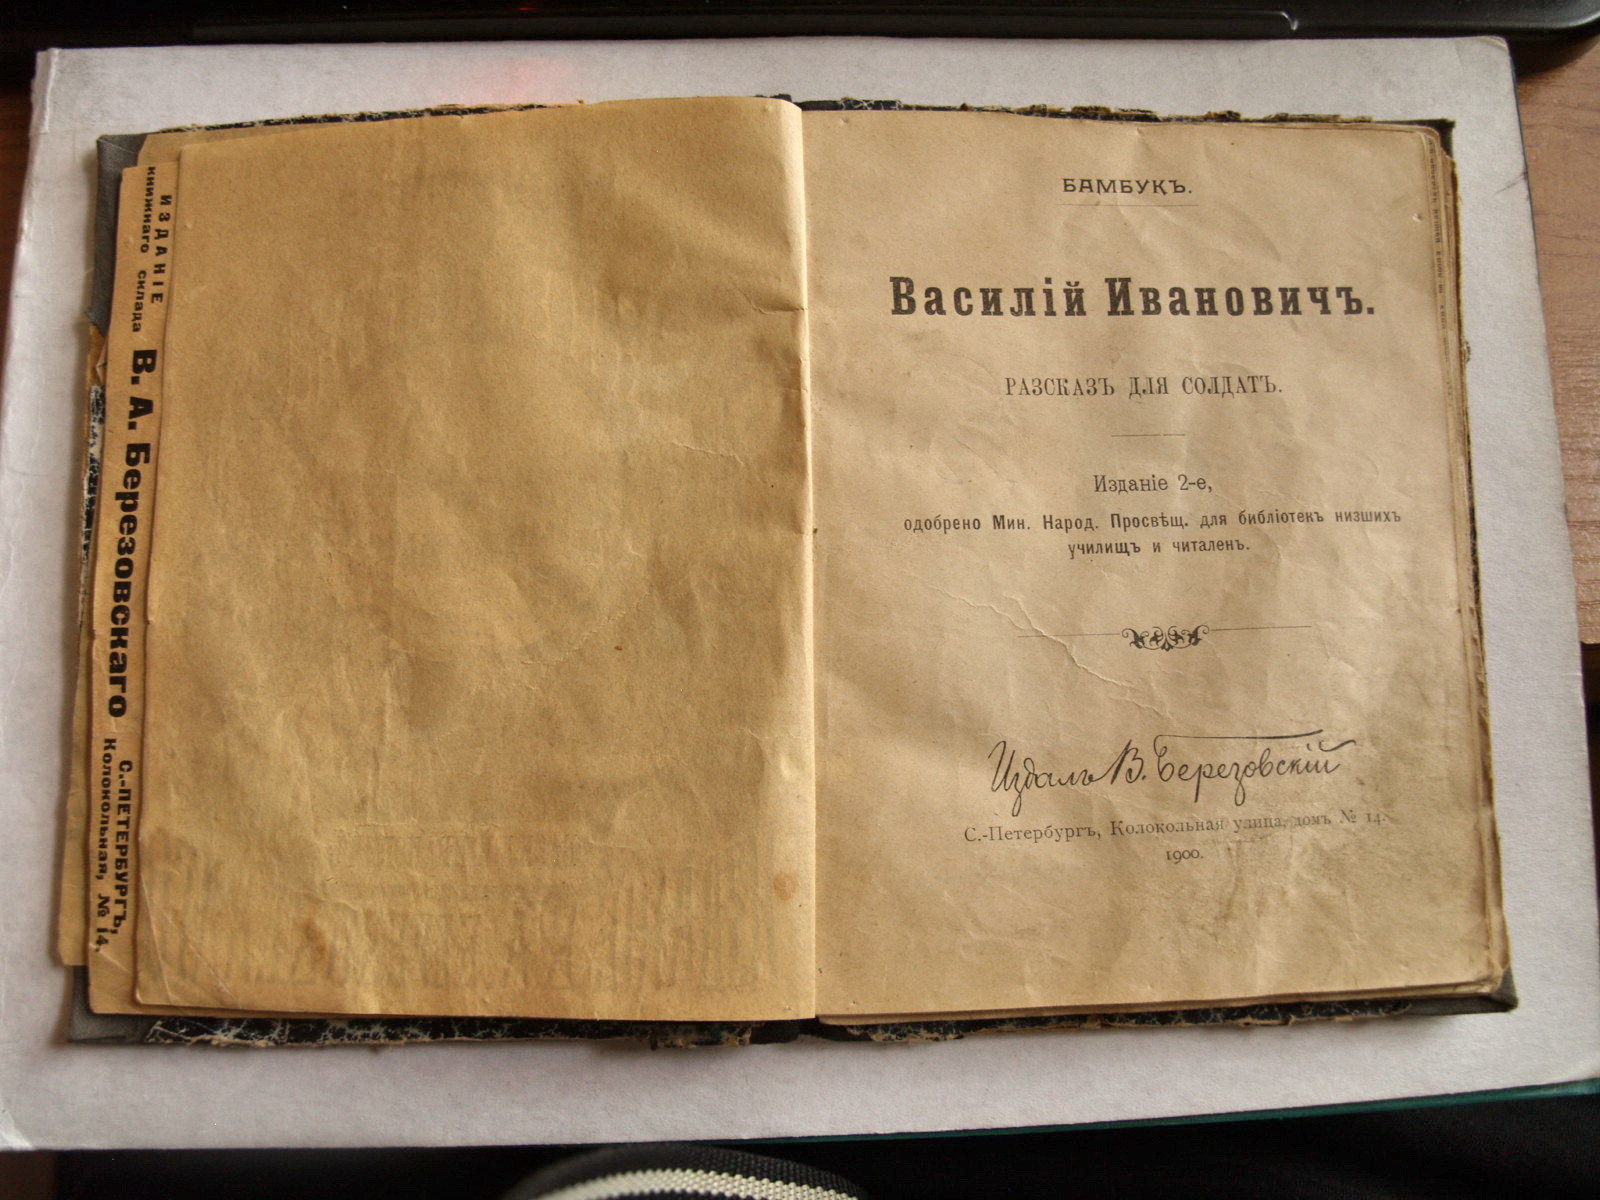 ИЗДАНІЕ
книжнаго склада
В. А. Березовскаго
С.-ПЕТЕРБУРГЪ,
Колокольная, № 14.
БАМБУКЪ.
Василій Ивановичъ.
РАЗСКАЗЪ ДЛЯ СОЛДАТЪ.
Изданіе 2-е,
одобрено Мин. Народ. Просвѣщ. для библіотекъ низшихъ
училищъ и читаленъ.
Издалъ В. Березовскій
С.-Петербургъ, Колокольная улица, домъ № 14.
1900.